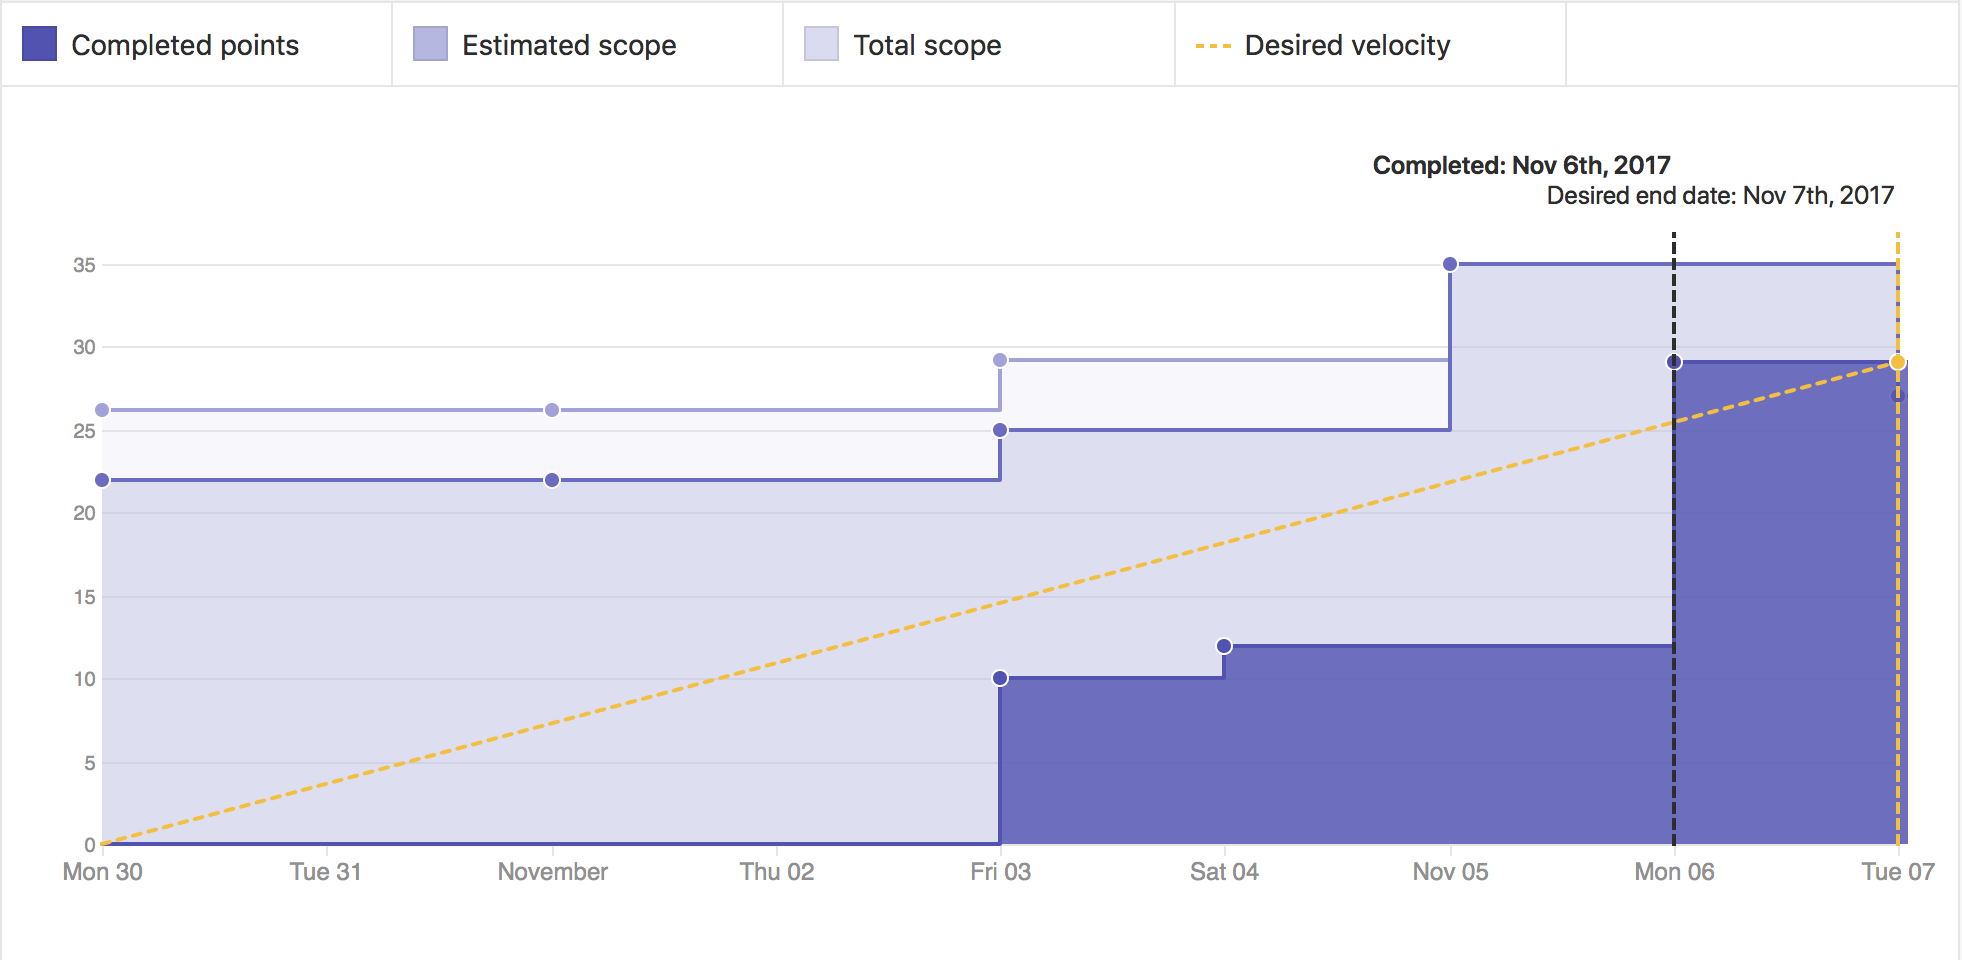 Completed points
Estimated scope
Total scope
Desired velocity
Completed: Nov 6th, 2017
Desired end date: Nov 7th, 2017
35
30
25
20
15
10
5
0
Mon 30
Tue 31
November
Thu 02
Fri 03
Sat 04
Nov 05
Mon 06
Tue 07